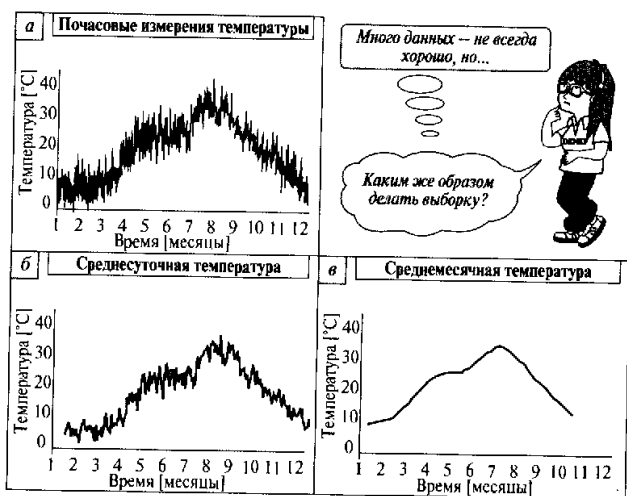 а Почасовые измерения температуры
Температура [°C]
40
30
20
10
0
1 2 3 4 5 6 7 8 9 10 11 12
Время [месяцы]
Много данных -- не всегда
хорошо, но...
Каким же образом
делать выборку?
б Среднесуточная температура
Температура [°C]
40
30
20
10
0
1 2 3 4 5 6 7 8 9 10 11 12
Время [месяцы]
в Среднемесячная температура
Температура [°C]
40
30
20
10
0
1 2 3 4 5 6 7 8 9 10 11 12
Время [месяцы]